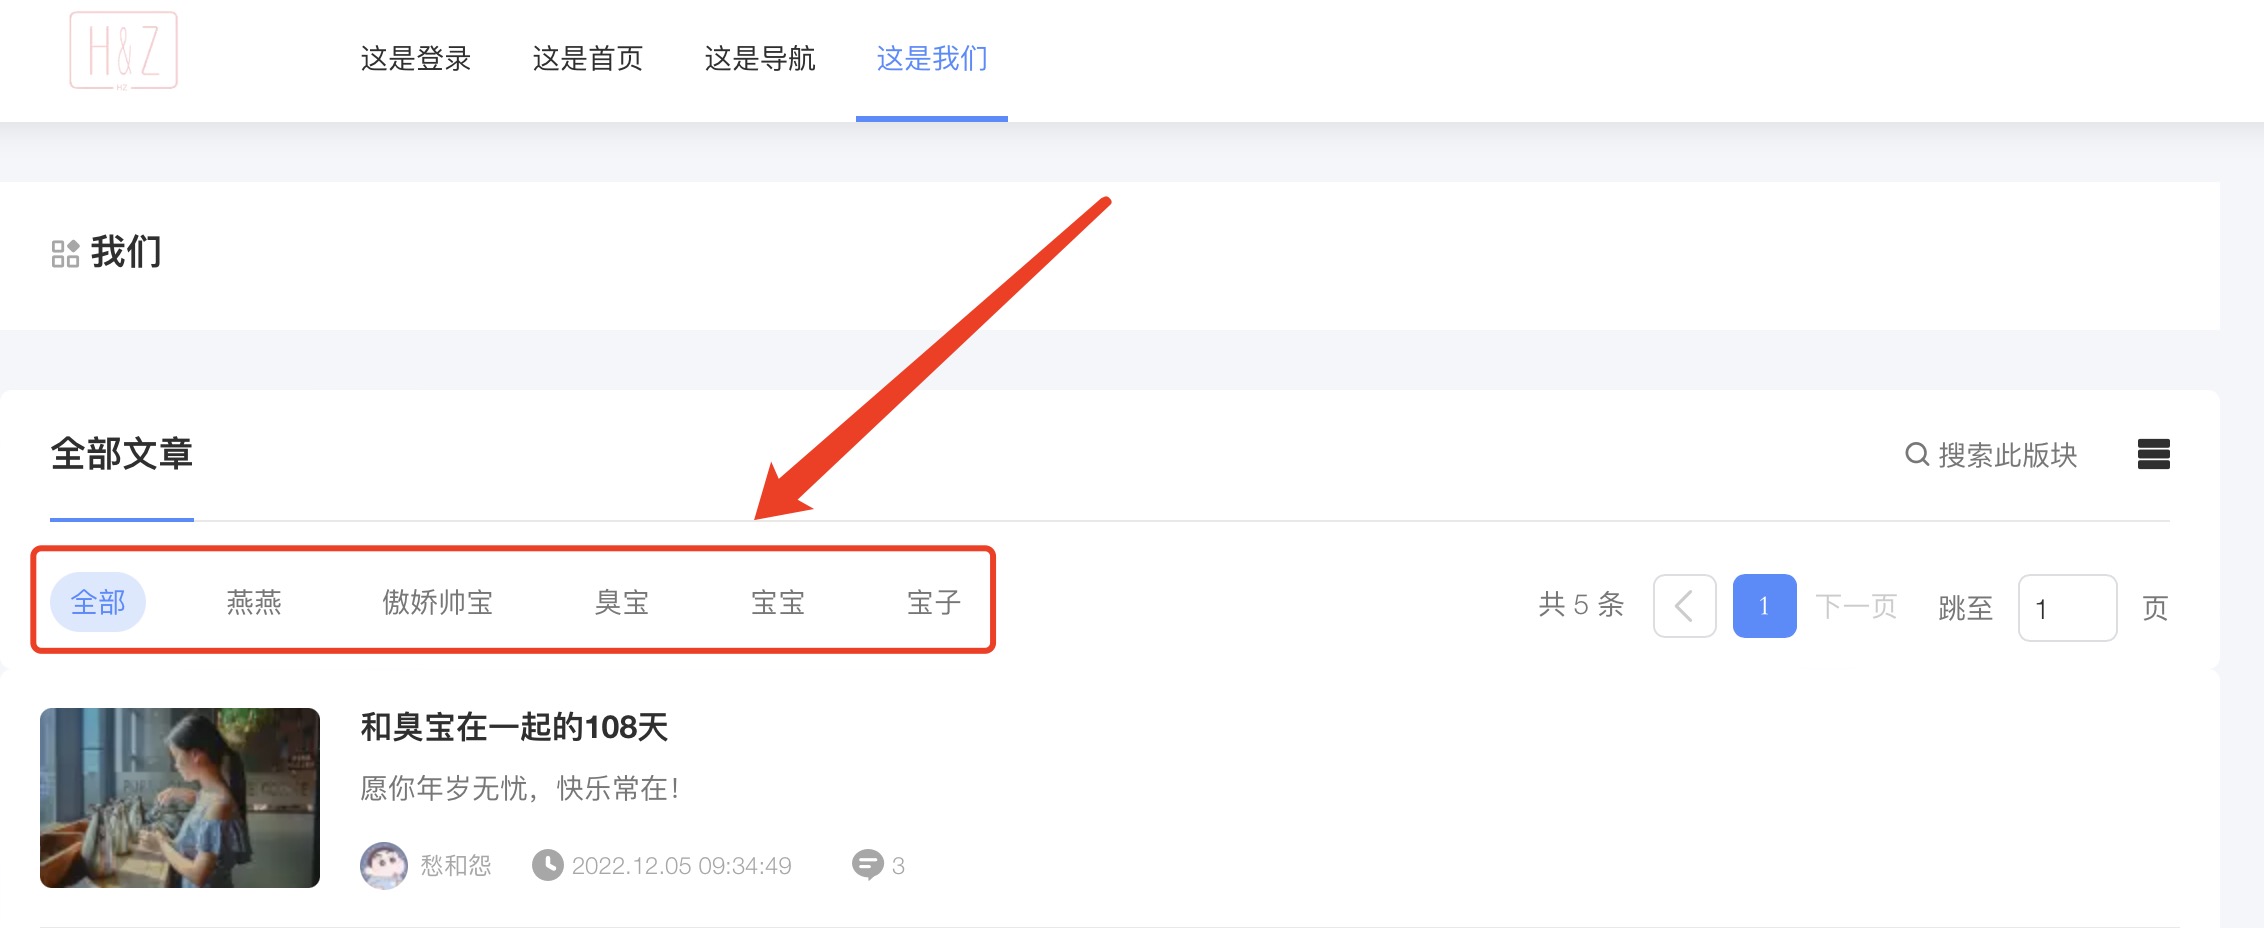 H&Z
HZ
这是登录 这是首页 这是导航 这是我们
我们
全部文章 搜索此版块
全部 燕燕 傲娇帅宝 臭宝 宝宝 宝子 共 5 条 1 下一页 跳至 1 页
和臭宝在一起的108天
愿你年岁无忧，快乐常在！
愁和怨 2022.12.05 09:34:49 3